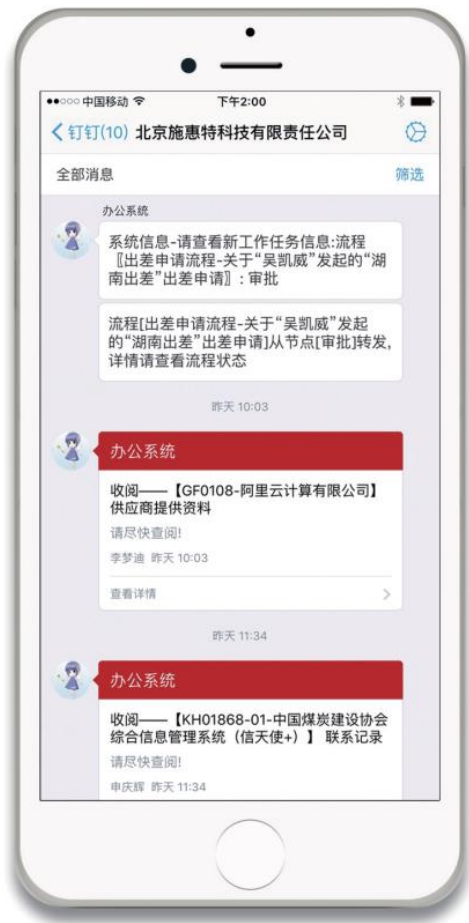 中国移动 下午2:00
钉钉(10) 北京施惠特科技有限责任公司
全部消息 筛选
办公系统
系统信息-请查看新工作任务信息:流程
〖出差申请流程-关于“吴凯威”发起的“湖
南出差”出差申请〗: 审批
流程[出差申请流程-关于“吴凯威”发起
的“湖南出差”出差申请]从节点[审批]转发,
详情请查看流程状态
昨天 10:03
办公系统
收阅——【GF0108-阿里云计算有限公司】
供应商提供资料
请尽快查阅!
李梦迪 昨天 10:03
查看详情
昨天 11:34
办公系统
收阅——【KH01868-01-中国煤炭建设协会
综合信息管理系统（信天使+）】 联系记录
请尽快查阅!
申庆辉 昨天 11:34